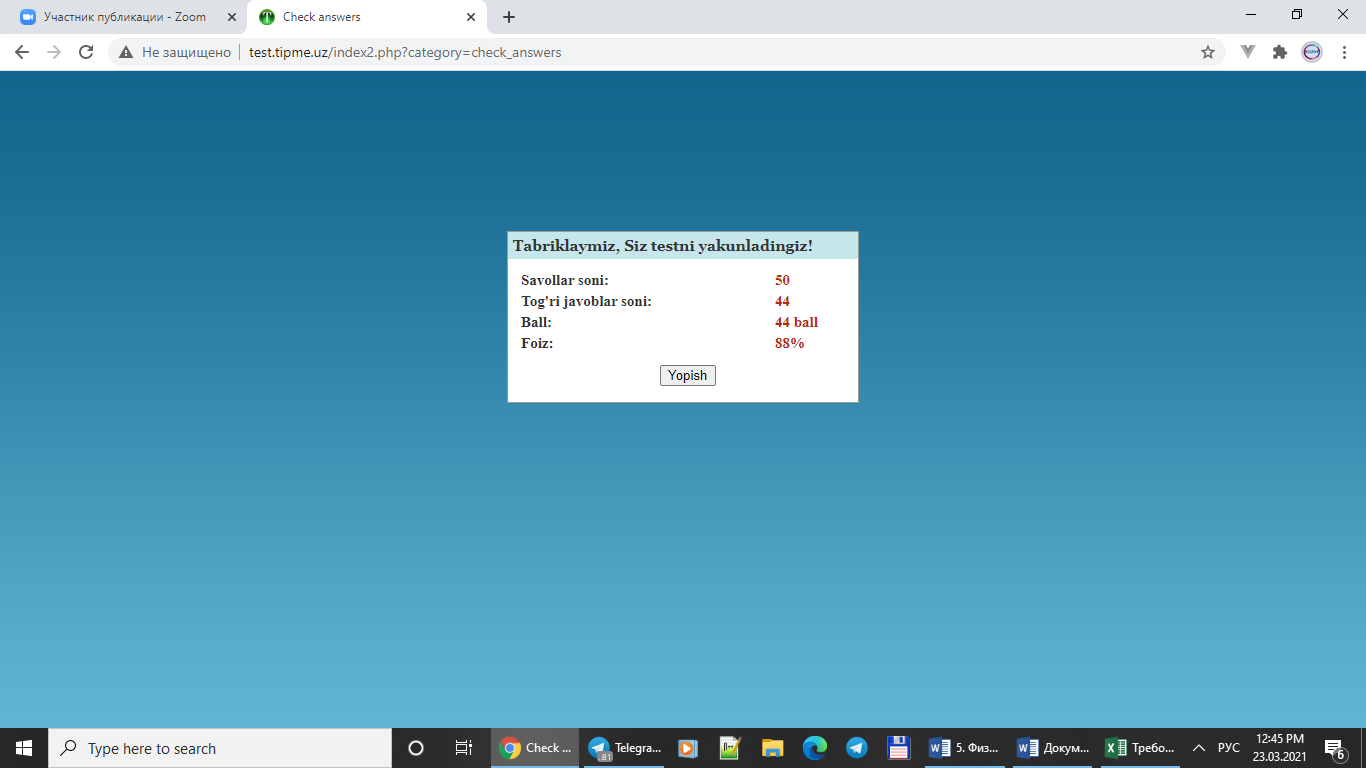 Участник публикации - Zoom
Check answers
Не защищено
test.tipme.uz/index2.php?category=check_answers
Tabriklaymiz, Siz testni yakunladingiz!
Savollar soni: 50
Tog'ri javoblar soni: 44
Ball: 44 ball
Foiz: 88%
Yopish
Type here to search
Check ...
.81
Telegra...
5. Физ...
Докум...
Требо...
РУС
12:45 PM
23.03.2021
6